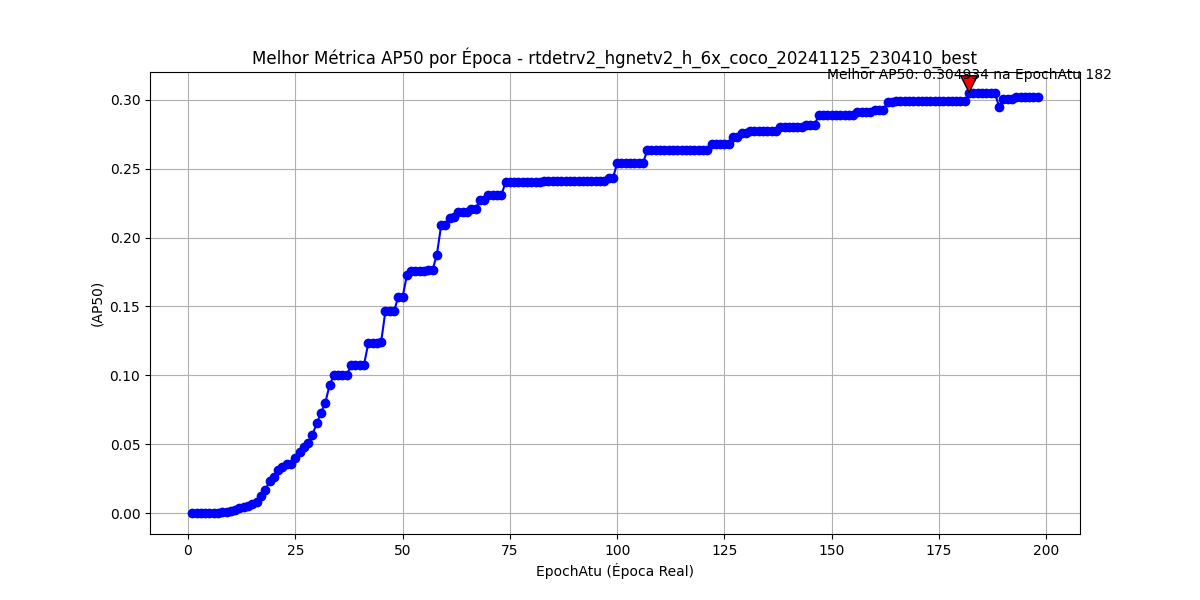 Melhor Métrica AP50 por Época - rtdetrv2_hgnetv2_h_6x_coco_20241125_230410_best
Melhor AP50: 0.304834 na EpochAtu 182
0.30
0.25
0.20
0.15
0.10
0.05
0.00
(AP50)
0 25 50 75 100 125 150 175 200
EpochAtu (Época Real)